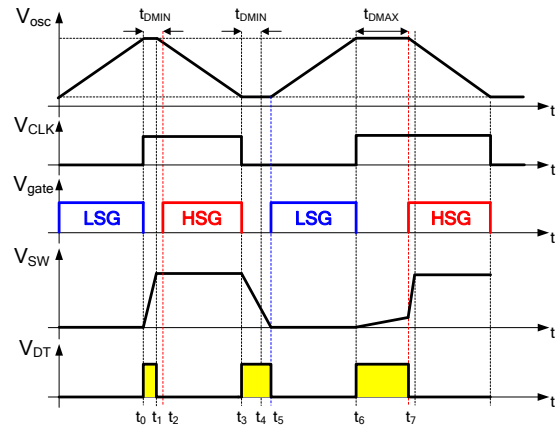 tDMIN tDMIN tDMAX
Vosc
t
VCLK
t
Vgate
LSG HSG LSG HSG
t
VSW
t
VDT
t
t0 t1 t2 t3 t4 t5 t6 t7